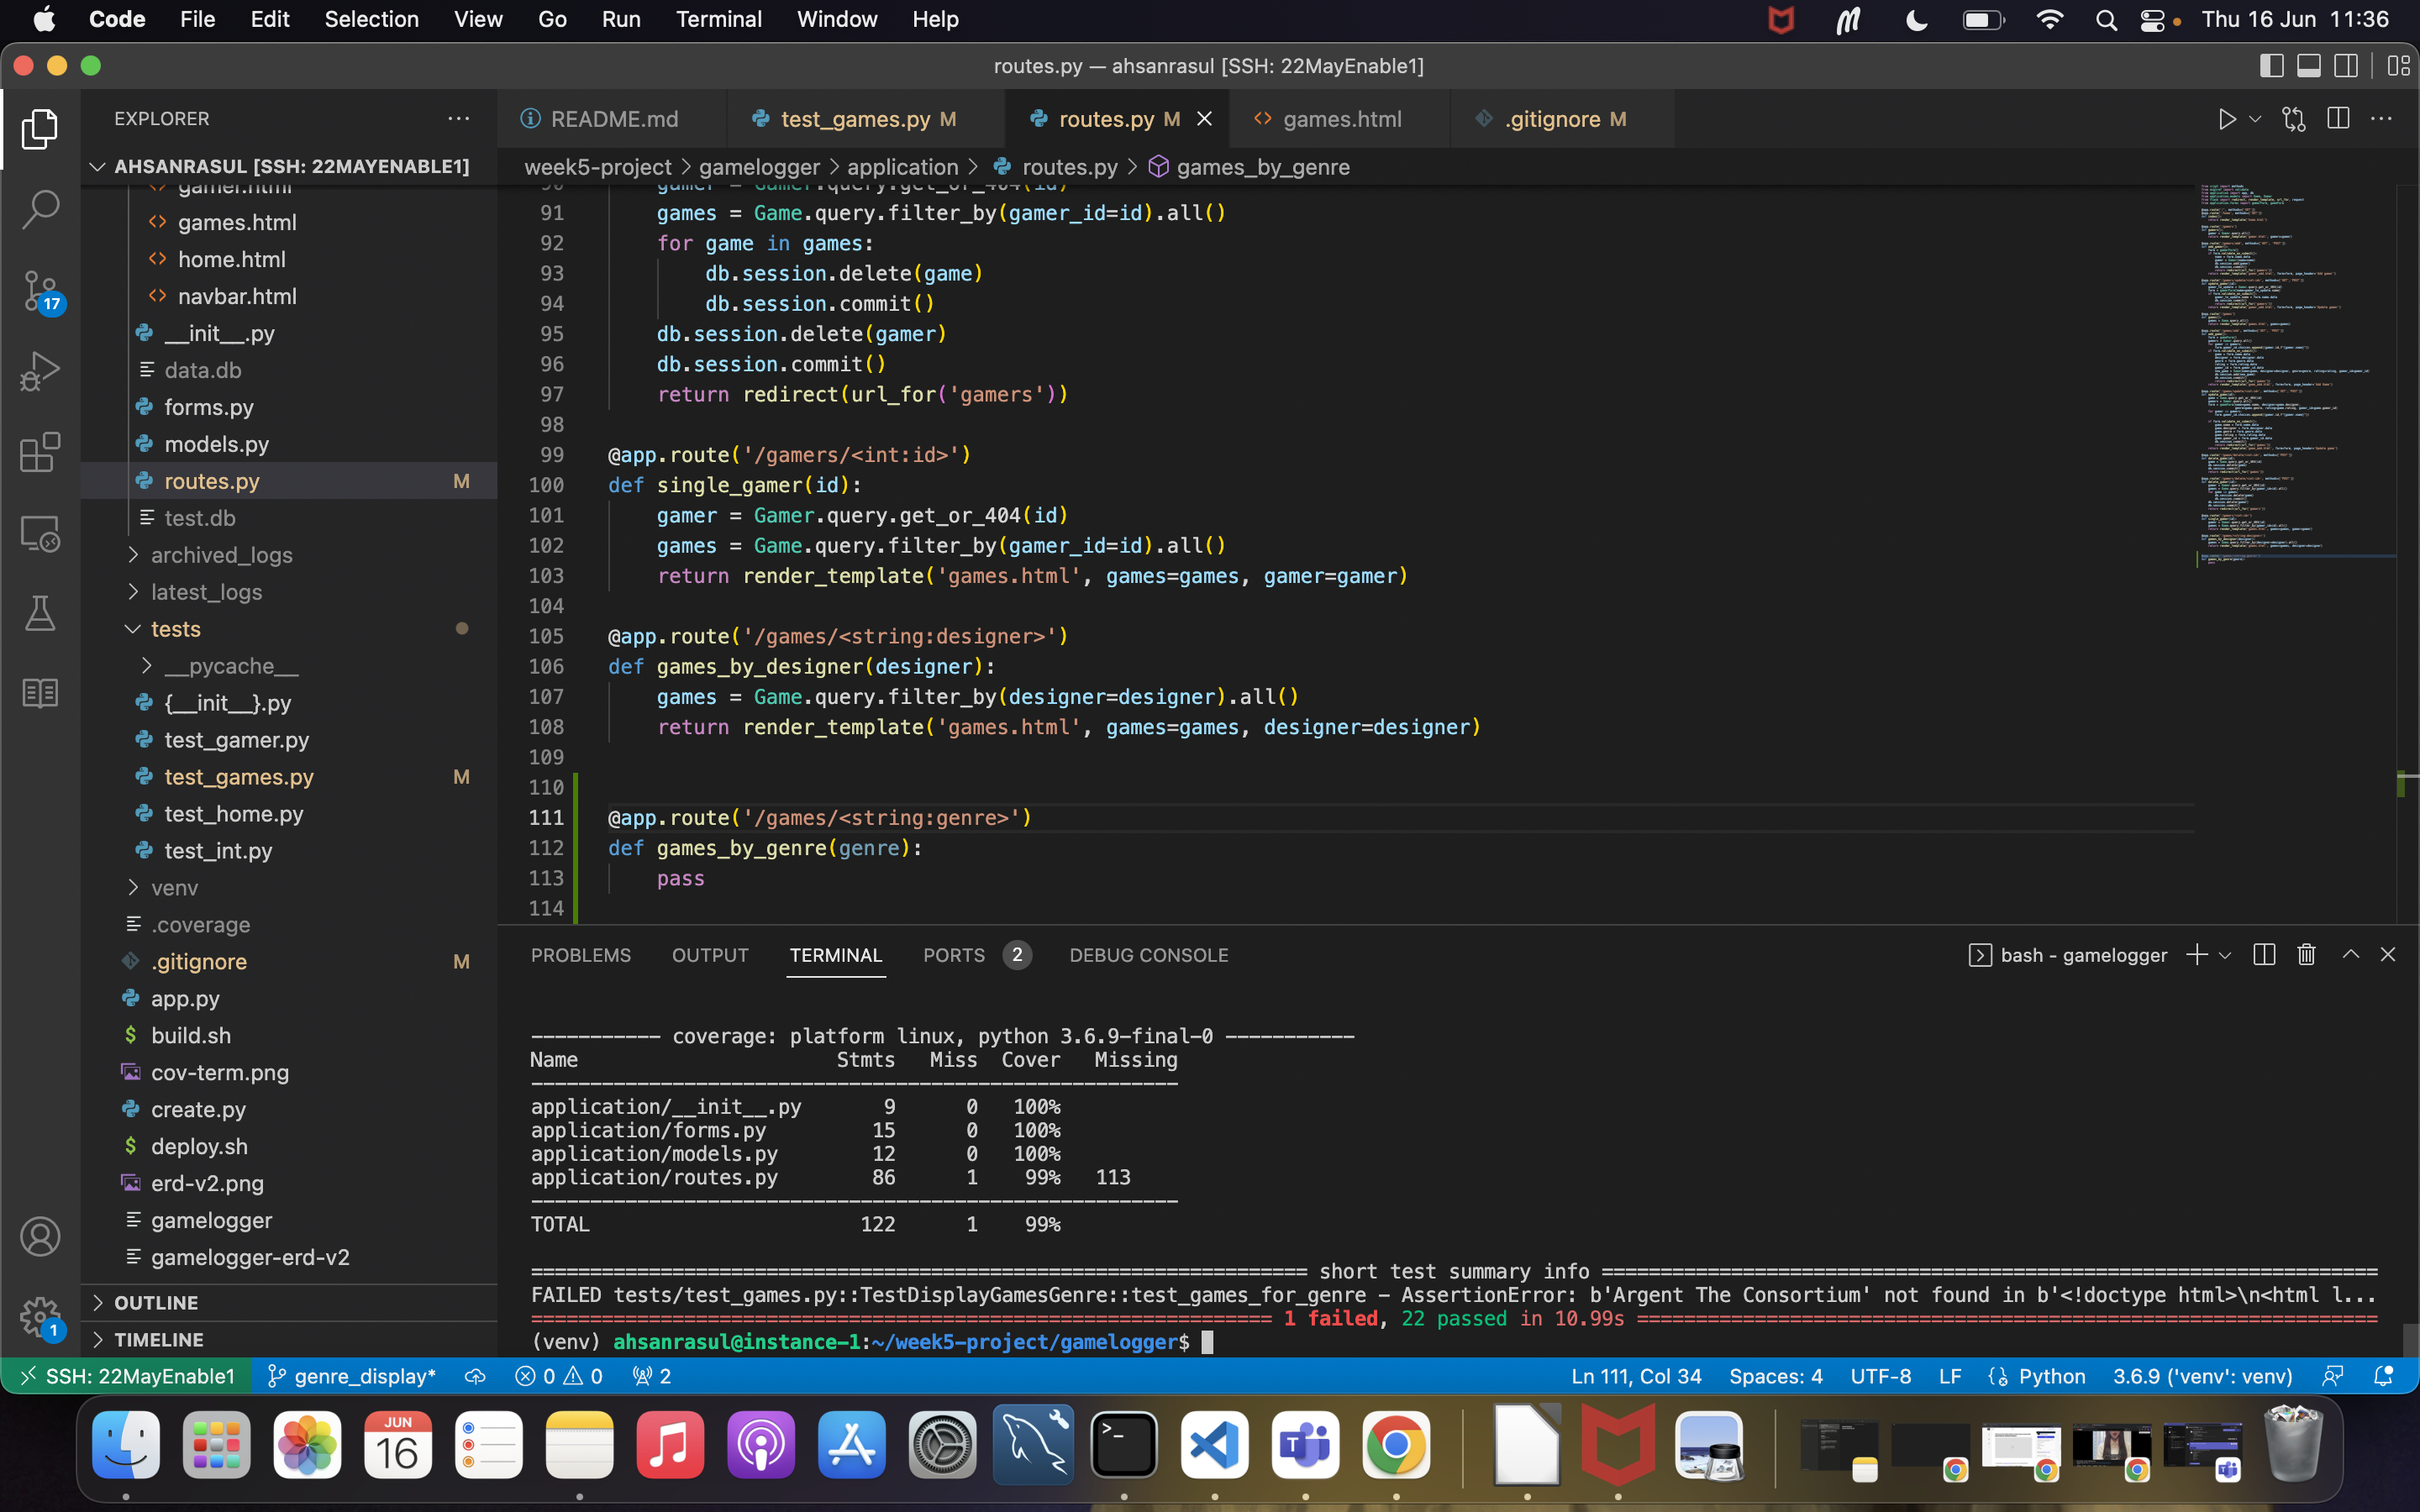 Code File Edit Selection View Go Run Terminal Window Help Thu 16 Jun 11:36
routes.py — ahsanrasul [SSH: 22MayEnable1]
EXPLORER
README.md test_games.py M routes.py M games.html .gitignore M
AHSANRASUL [SSH: 22MAYENABLE1]
week5-project > gamelogger > application > routes.py > games_by_genre
gamer.html
games.html
home.html
navbar.html
__init__.py
data.db
forms.py
models.py
routes.py M
test.db
archived_logs
latest_logs
tests
__pycache__
{__init__}.py
test_gamer.py
test_games.py M
test_home.py
test_int.py
venv
.coverage
.gitignore M
app.py
build.sh
cov-term.png
create.py
deploy.sh
erd-v2.png
gamelogger
gamelogger-erd-v2
OUTLINE
TIMELINE
17
1
90 gamer = Gamer.query.get_or_404(id)
91 games = Game.query.filter_by(gamer_id=id).all()
92 for game in games:
93 db.session.delete(game)
94 db.session.commit()
95 db.session.delete(gamer)
96 db.session.commit()
97 return redirect(url_for('gamers'))
98
99 @app.route('/gamers/<int:id>')
100 def single_gamer(id):
101 gamer = Gamer.query.get_or_404(id)
102 games = Game.query.filter_by(gamer_id=id).all()
103 return render_template('games.html', games=games, gamer=gamer)
104
105 @app.route('/games/<string:designer>')
106 def games_by_designer(designer):
107 games = Game.query.filter_by(designer=designer).all()
108 return render_template('games.html', games=games, designer=designer)
109
110
111 @app.route('/games/<string:genre>')
112 def games_by_genre(genre):
113 pass
114
PROBLEMS OUTPUT TERMINAL PORTS 2 DEBUG CONSOLE bash - gamelogger
----------- coverage: platform linux, python 3.6.9-final-0 -----------
Name Stmts Miss Cover Missing
-------------------------------------------------------
application/__init__.py 9 0 100%
application/forms.py 15 0 100%
application/models.py 12 0 100%
application/routes.py 86 1 99% 113
-------------------------------------------------------
TOTAL 122 1 99%
short test summary info
FAILED tests/test_games.py::TestDisplayGamesGenre::test_games_for_genre - AssertionError: b'Argent The Consortium' not found in b'<!doctype html>\n<html l...
1 failed, 22 passed in 10.99s
(venv) ahsanrasul@instance-1:~/week5-project/gamelogger$
SSH: 22MayEnable1 genre_display* 0 0 2 Ln 111, Col 34 Spaces: 4 UTF-8 LF Python 3.6.9 ('venv': venv)
JUN
16